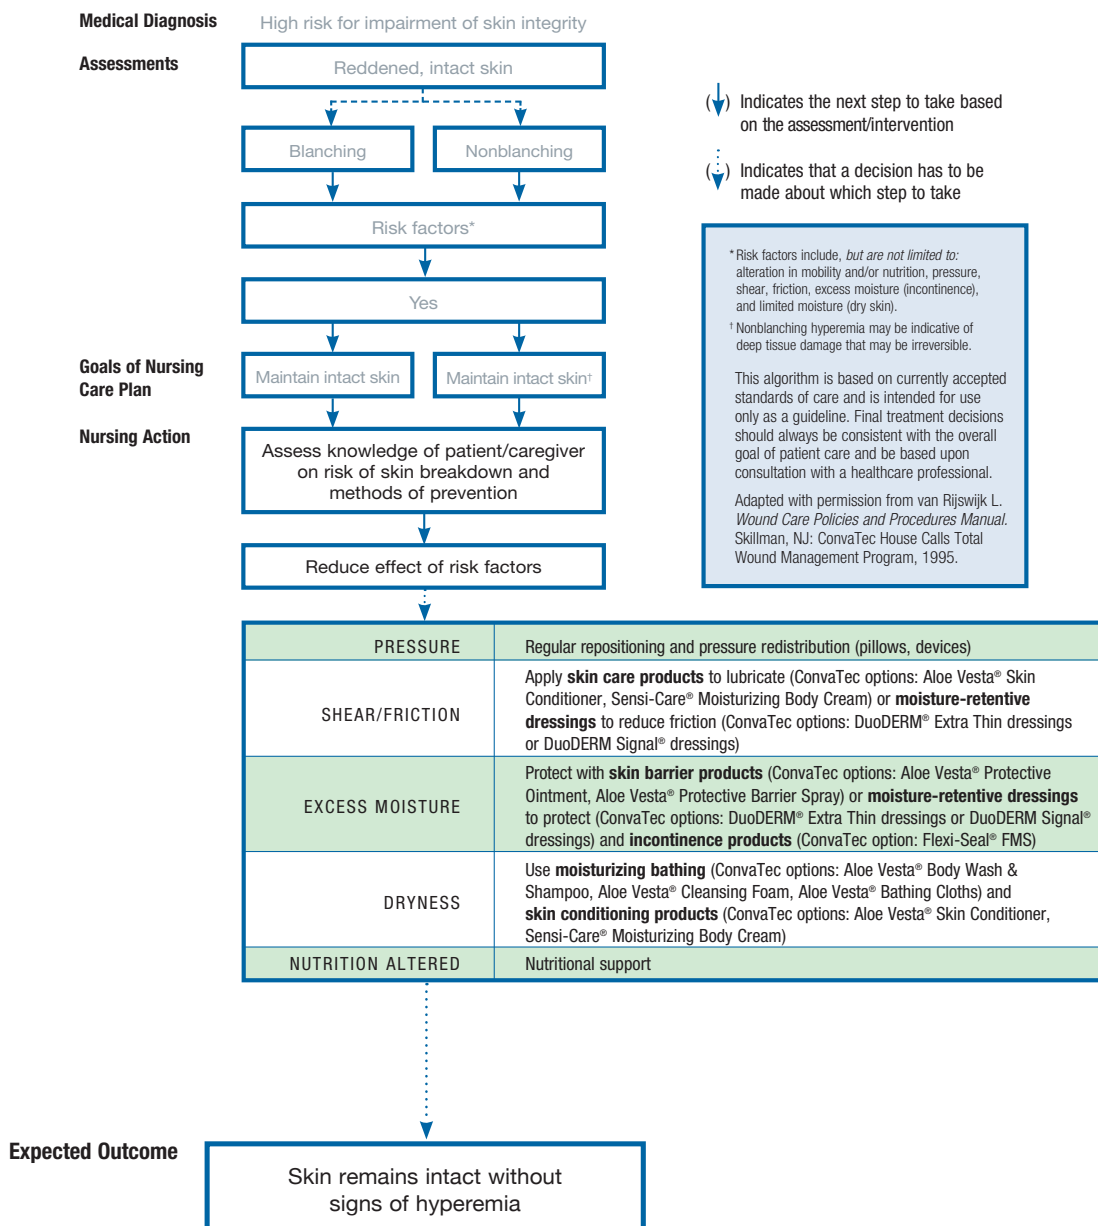 Medical Diagnosis
High risk for impairment of skin integrity
Assessments
Reddened, intact skin
Blanching
Nonblanching
Risk factors*
Yes
Goals of Nursing
Care Plan
Maintain intact skin
Maintain intact skin†
Nursing Action
Assess knowledge of patient/caregiver
on risk of skin breakdown and
methods of prevention
Reduce effect of risk factors
( ) Indicates the next step to take based
on the assessment/intervention
( ) Indicates that a decision has to be
made about which step to take
* Risk factors include, but are not limited to:
alteration in mobility and/or nutrition, pressure,
shear, friction, excess moisture (incontinence),
and limited moisture (dry skin).
† Nonblanching hyperemia may be indicative of
deep tissue damage that may be irreversible.
This algorithm is based on currently accepted
standards of care and is intended for use
only as a guideline. Final treatment decisions
should always be consistent with the overall
goal of patient care and be based upon
consultation with a healthcare professional.
Adapted with permission from van Rijswijk L.
Wound Care Policies and Procedures Manual.
Skillman, NJ: ConvaTec House Calls Total
Wound Management Program, 1995.
PRESSURE
Regular repositioning and pressure redistribution (pillows, devices)
SHEAR/FRICTION
Apply skin care products to lubricate (ConvaTec options: Aloe Vesta® Skin
Conditioner, Sensi-Care® Moisturizing Body Cream) or moisture-retentive
dressings to reduce friction (ConvaTec options: DuoDERM® Extra Thin dressings
or DuoDERM Signal® dressings)
EXCESS MOISTURE
Protect with skin barrier products (ConvaTec options: Aloe Vesta® Protective
Ointment, Aloe Vesta® Protective Barrier Spray) or moisture-retentive dressings
to protect (ConvaTec options: DuoDERM® Extra Thin dressings or DuoDERM Signal®
dressings) and incontinence products (ConvaTec option: Flexi-Seal® FMS)
DRYNESS
Use moisturizing bathing (ConvaTec options: Aloe Vesta® Body Wash &
Shampoo, Aloe Vesta® Cleansing Foam, Aloe Vesta® Bathing Cloths) and
skin conditioning products (ConvaTec options: Aloe Vesta® Skin Conditioner,
Sensi-Care® Moisturizing Body Cream)
NUTRITION ALTERED
Nutritional support
Expected Outcome
Skin remains intact without
signs of hyperemia